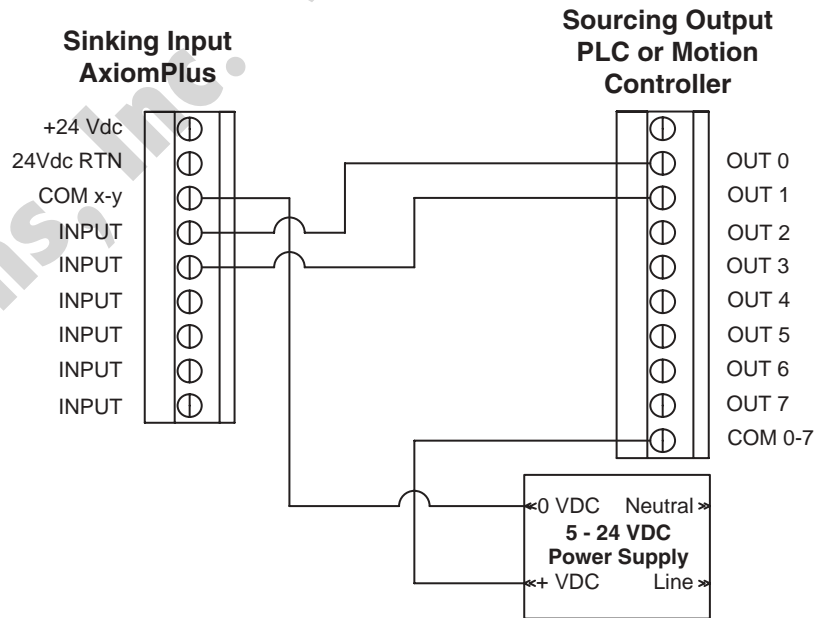 Sinking Input
AxiomPlus
+24 Vdc
24Vdc RTN
COM x-y
INPUT
INPUT
INPUT
INPUT
INPUT
INPUT
Sourcing Output
PLC or Motion
Controller
OUT 0
OUT 1
OUT 2
OUT 3
OUT 4
OUT 5
OUT 6
OUT 7
COM 0-7
0 VDC Neutral
5 - 24 VDC
Power Supply
+ VDC Line
ns, Inc.